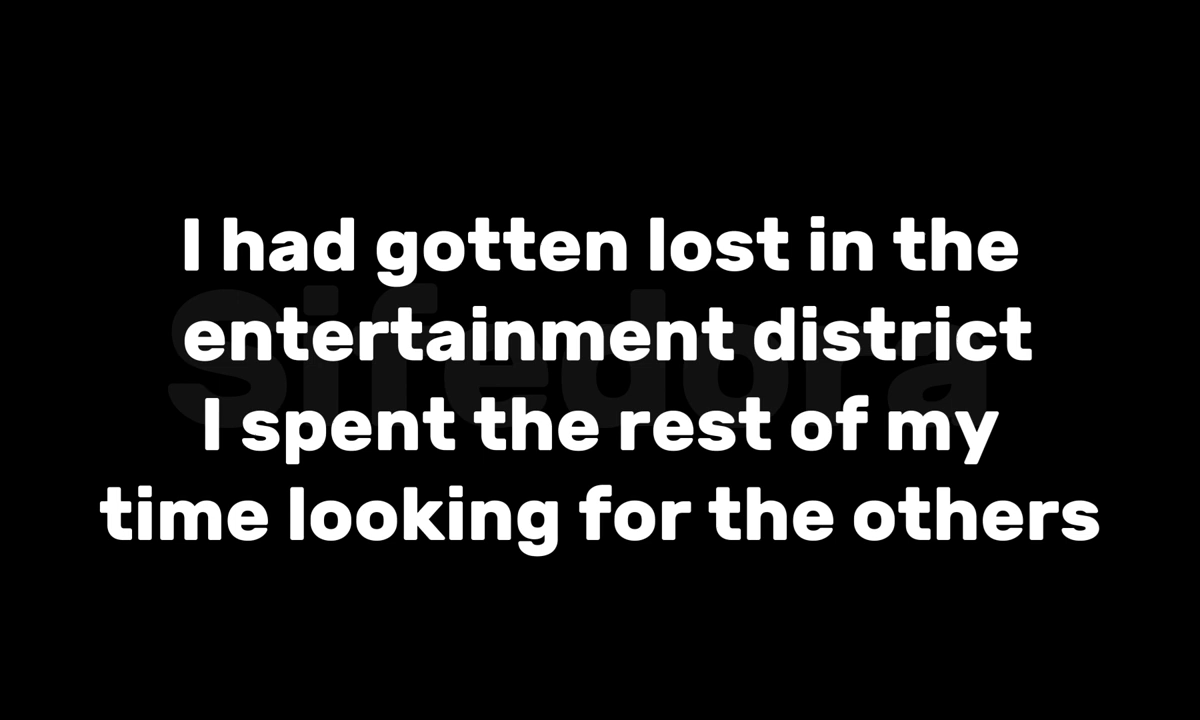 I had gotten lost in the
entertainment district
I spent the rest of my
time looking for the others
Sifedora